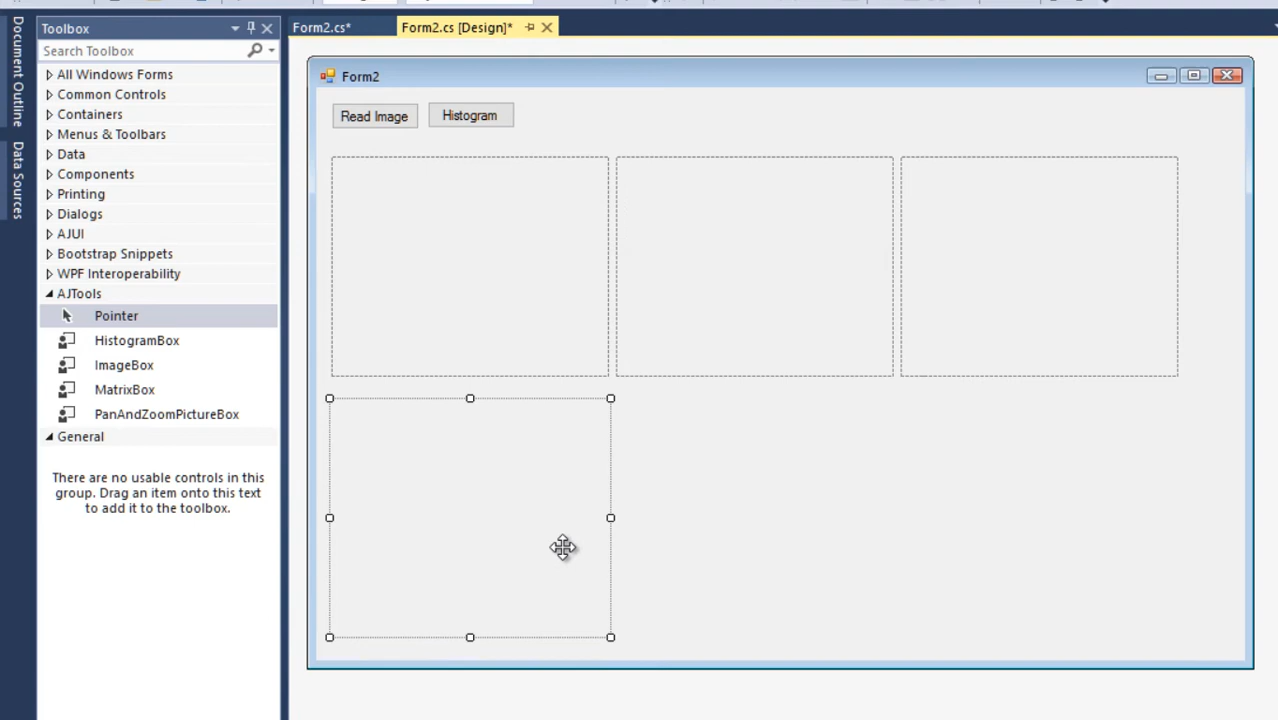 Document Outline
Data Sources
Toolbox
Search Toolbox
All Windows Forms
Common Controls
Containers
Menus & Toolbars
Data
Components
Printing
Dialogs
AJUI
Bootstrap Snippets
WPF Interoperability
AJTools
Pointer
HistogramBox
ImageBox
MatrixBox
PanAndZoomPictureBox
General
There are no usable controls in this
group. Drag an item onto this text
to add it to the toolbox.
Form2.cs*
Form2.cs [Design]*
Form2
Read Image
Histogram